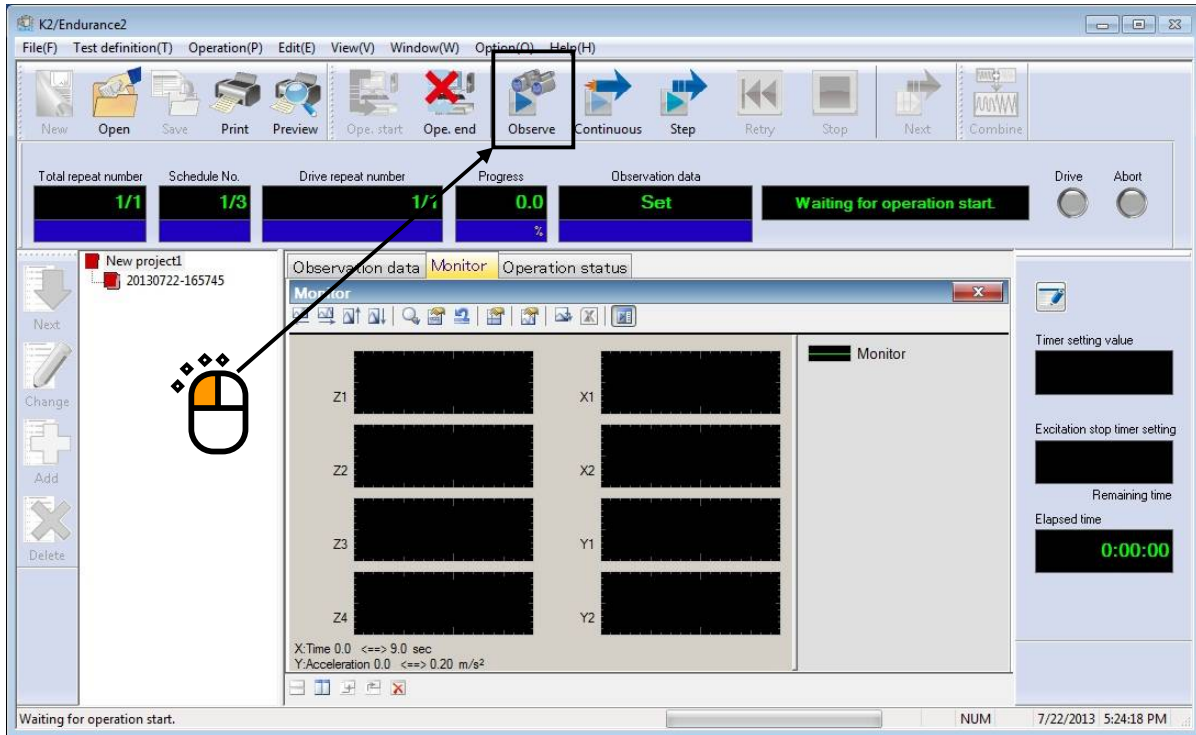 K2/Endurance2
File(F) Test definition(T) Operation(P) Edit(E) View(V) Window(W) Option(O) Help(H)
New Open Save Print Preview Ope. start Ope. end Observe Continuous Step Retry Stop Next Combine
Total repeat number Schedule No. Drive repeat number Progress Observation data Drive Abort
1/1 1/3 1/1 0.0 Set Waiting for operation start.
%
New project1
20130722-165745
Observation data Monitor Operation status
Monitor
Next
Change
Add
Delete
Z1 X1
Z2 X2
Z3 Y1
Z4 Y2
Monitor
X:Time 0.0 <==> 9.0 sec
Y:Acceleration 0.0 <==> 0.20 m/s²
Timer setting value
Excitation stop timer setting
Remaining time
Elapsed time
0:00:00
Waiting for operation start. NUM 7/22/2013 5:24:18 PM